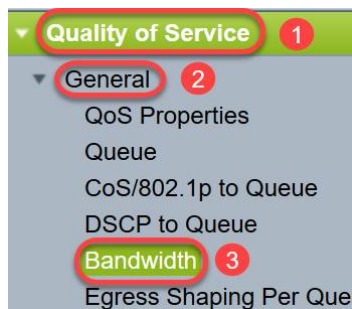 Quality of Service 1
General 2
QoS Properties
Queue
CoS/802.1p to Queue
DSCP to Queue
Bandwidth 3
Egress Shaping Per Que